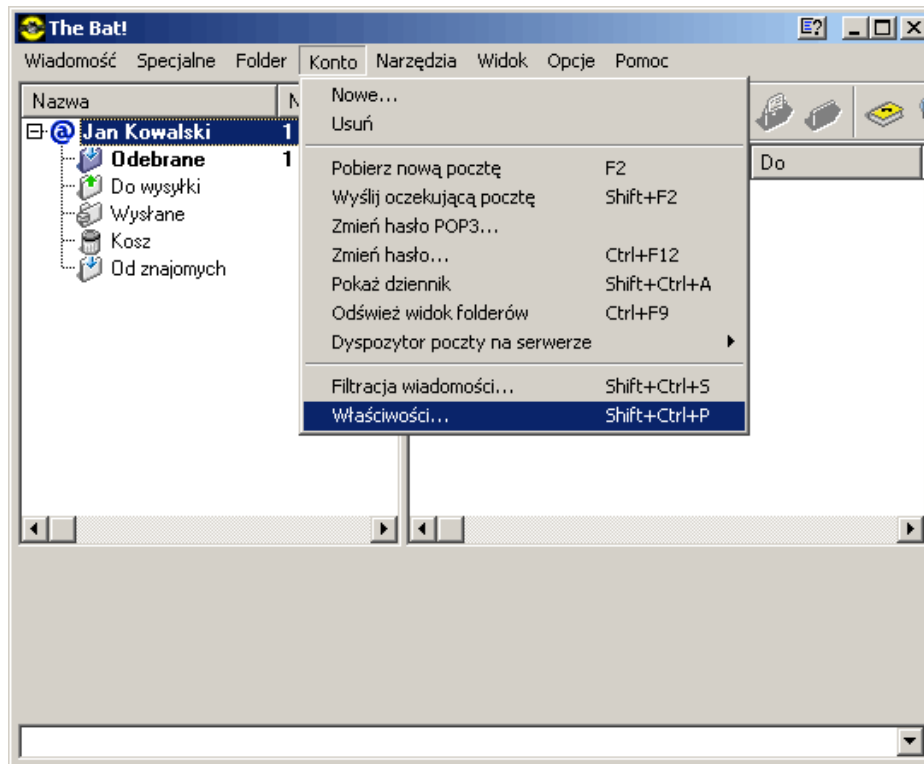 The Bat!
Wiadomość Specjalne Folder Konto Narzędzia Widok Opcje Pomoc
Nazwa N
Do
Jan Kowalski 1
Odebrane 1
Do wysyłki
Wysłane
Kosz
Od znajomych
Nowe...
Usuń
Pobierz nową pocztę F2
Wyślij oczekującą pocztę Shift+F2
Zmień hasło POP3...
Zmień hasło... Ctrl+F12
Pokaż dziennik Shift+Ctrl+A
Odśwież widok folderów Ctrl+F9
Dyspozytor poczty na serwerze
Filtracja wiadomości... Shift+Ctrl+S
Właściwości... Shift+Ctrl+P